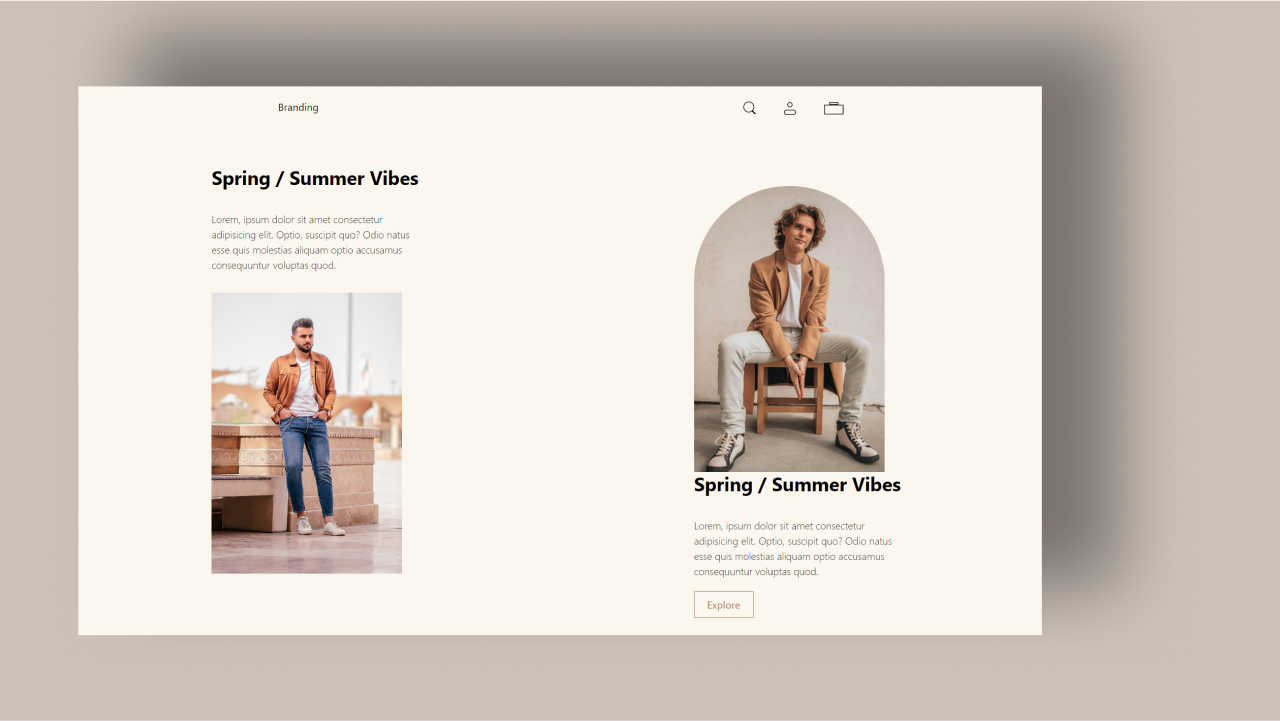 Branding
Spring / Summer Vibes
Lorem, ipsum dolor sit amet consectetur
adipisicing elit. Optio, suscipit quo? Odio natus
esse quis molestias aliquam optio accusamus
consequuntur voluptas quod.
Spring / Summer Vibes
Lorem, ipsum dolor sit amet consectetur
adipisicing elit. Optio, suscipit quo? Odio natus
esse quis molestias aliquam optio accusamus
consequuntur voluptas quod.
Explore